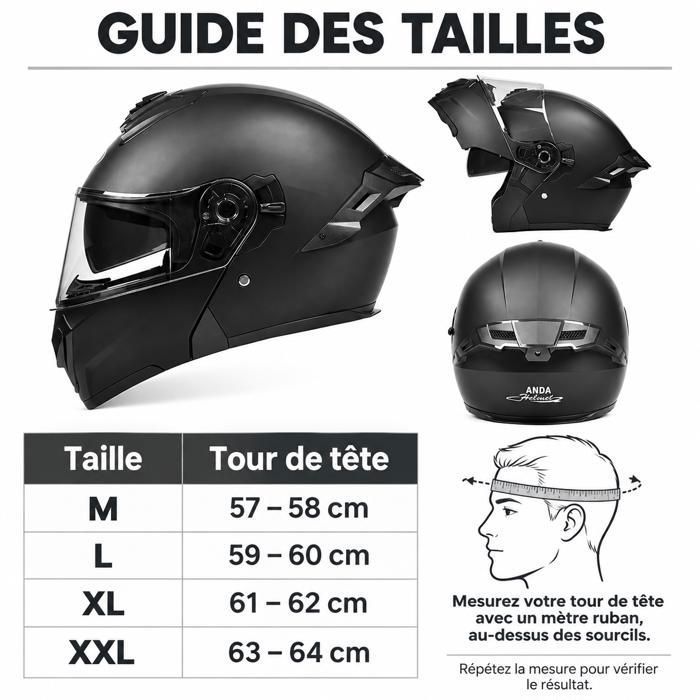 GUIDE DES TAILLES
ANDA
Helmet
Taille Tour de tête
M 57 – 58 cm
L 59 – 60 cm
XL 61 – 62 cm
XXL 63 – 64 cm
Mesurez votre tour de tête
avec un mètre ruban,
au-dessus des sourcils.
Répétez la mesure pour vérifier
le résultat.